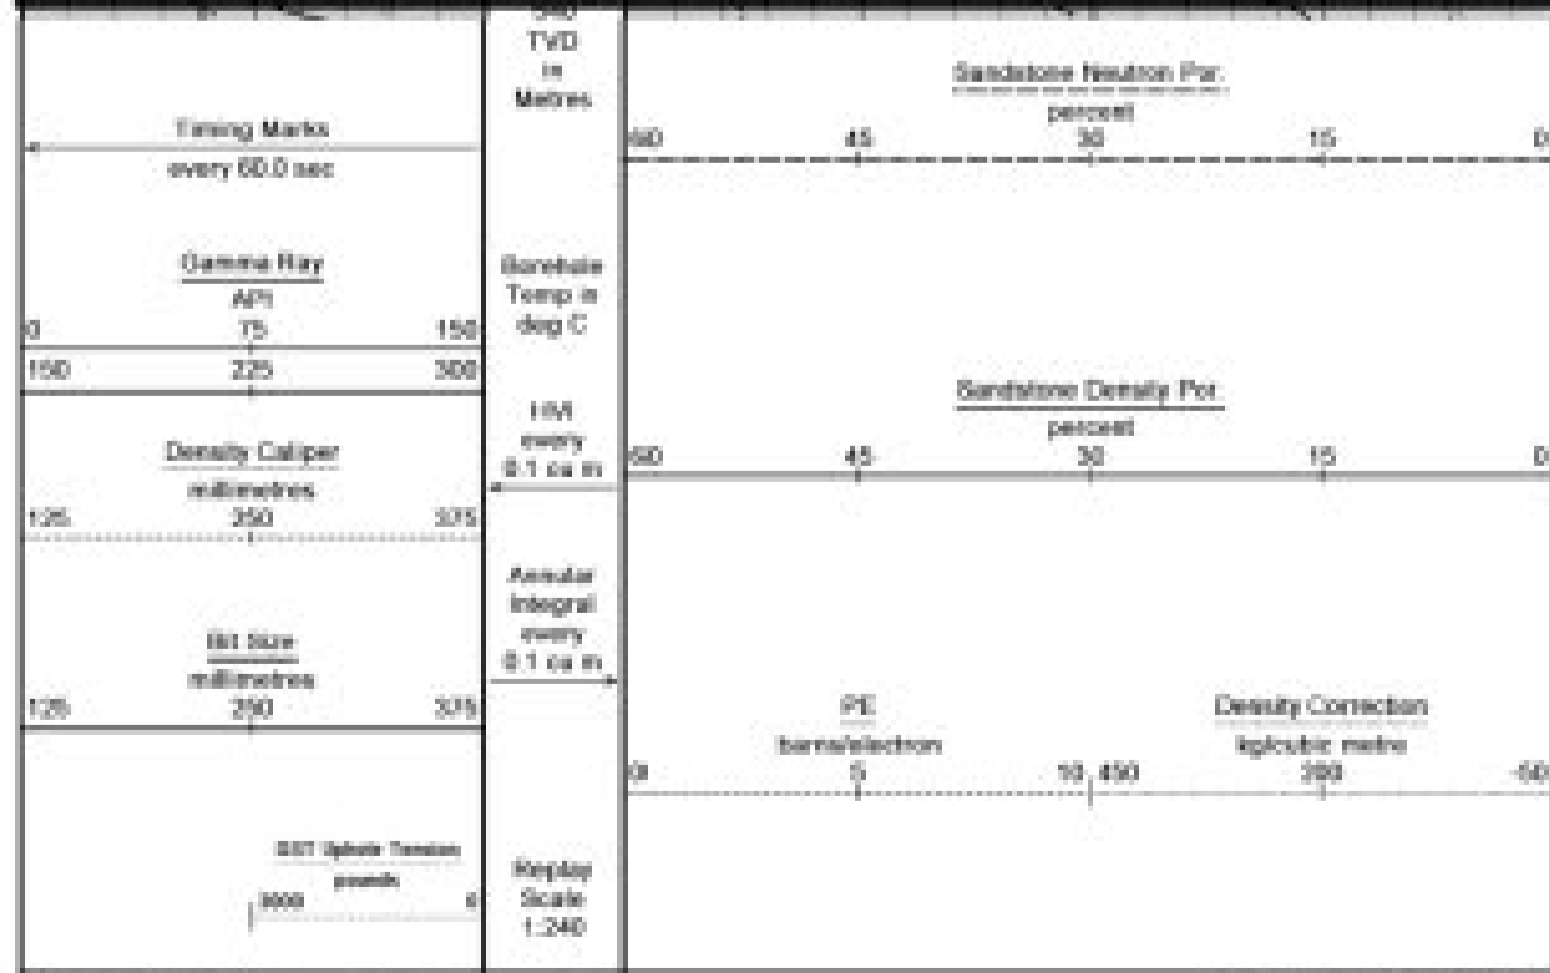 Timing Marks
every 60.0 sec
Gamma Ray
API
0 75 150
150 225 300
Density Caliper
millimetres
125 250 375
Bit Size
millimetres
125 250 375
Uphole Tension
pounds
0
TVD
in
Metres
Borehole
Temp in
deg C
HVI
every
0.1 cu m
Annular
Integral
every
0.1 cu m
Replay
Scale
1:240
Sandstone Neutron Por.
percent
60 45 30 15 0
Sandstone Density Por.
percent
60 45 30 15 0
PE
barns/electron
0 5 10
Density Correction
kg/cubic metre
450 200 -50